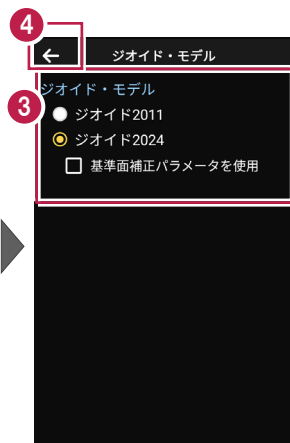 4
← ジオイド・モデル
3
ジオイド・モデル
ジオイド2011
ジオイド2024
基準面補正パラメータを使用